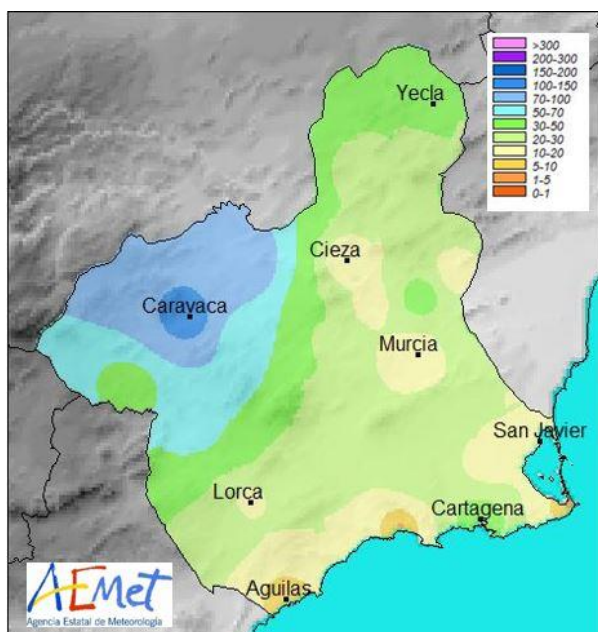 >300
200-300
150-200
100-150
70-100
50-70
30-50
20-30
10-20
5-10
1-5
0-1
Yecla
Cieza
Caravaca
Murcia
San Javier
Lorca
Cartagena
Aguilas
AEMet
Agencia Estatal de Meteorología